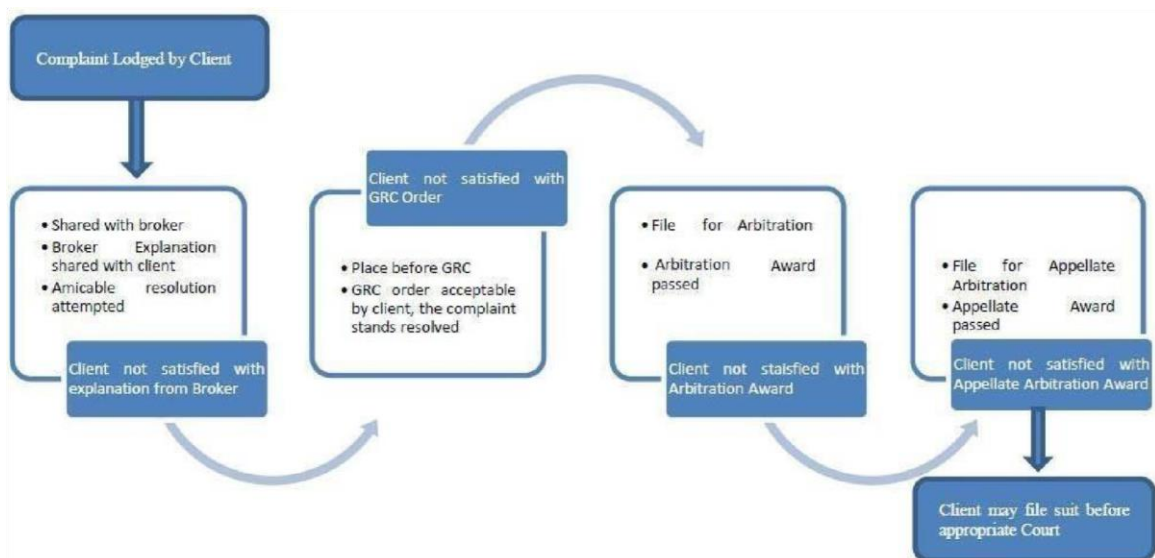 Complaint Lodged by Client
• Shared with broker
• Broker Explanation
shared with client
• Amicable resolution
attempted
Client not satisfied with
explanation from Broker
Client not satisfied with
GRC Order
• Place before GRC
• GRC order acceptable
by client, the complaint
stands resolved
• File for Arbitration
• Arbitration Award
passed
Client not staisfied with
Arbitration Award
• File for Appellate
Arbitration
• Appellate Award
passed
Client not satisfied with
Appellate Arbitration Award
Client may file suit before
appropriate Court